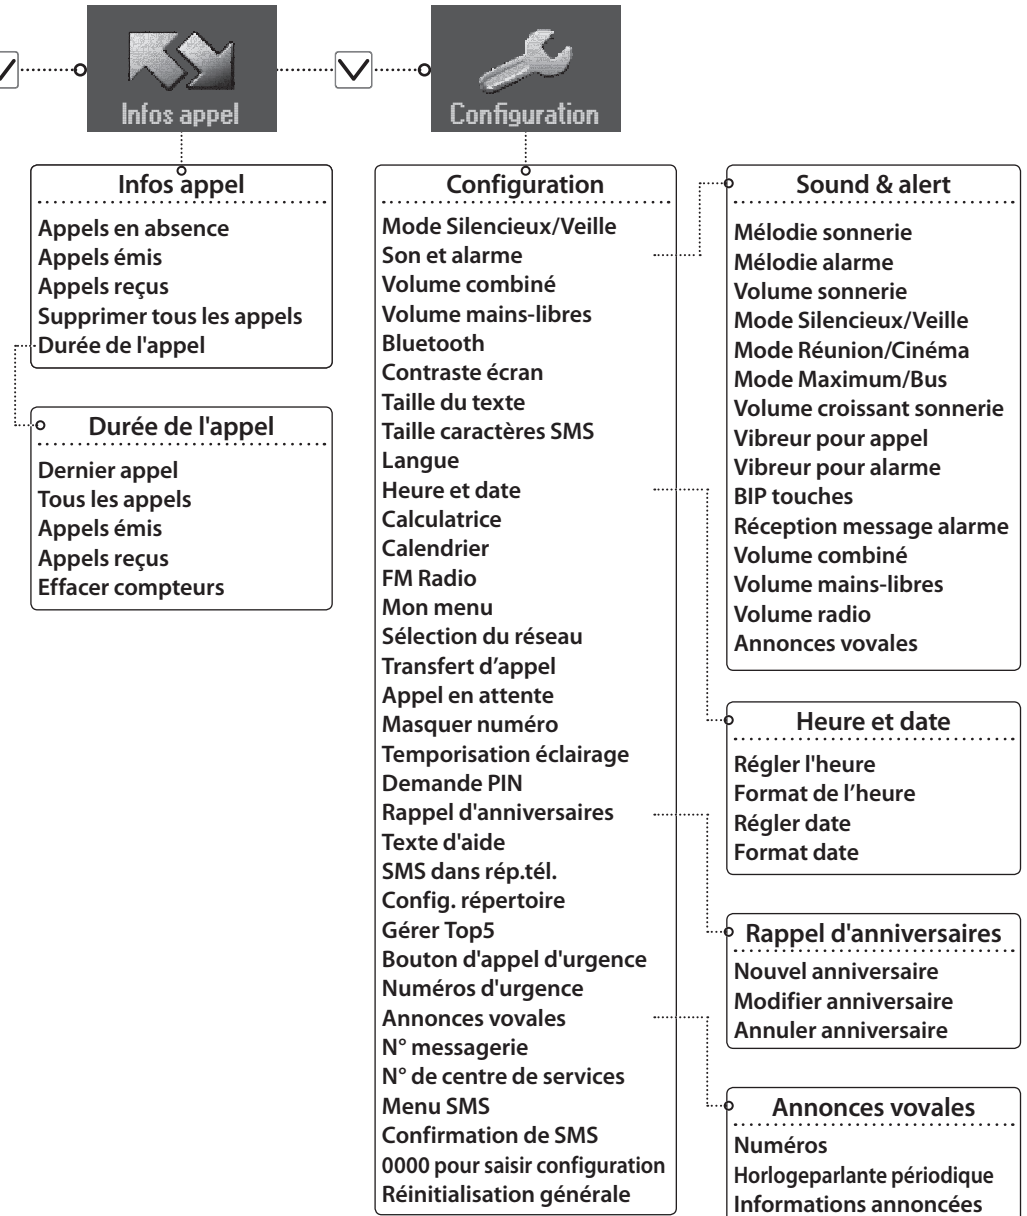 Infos appel
Configuration
Infos appel
Appels en absence
Appels émis
Appels reçus
Supprimer tous les appels
Durée de l'appel
Durée de l'appel
Dernier appel
Tous les appels
Appels émis
Appels reçus
Effacer compteurs
Configuration
Mode Silencieux/Veille
Son et alarme
Volume combiné
Volume mains-libres
Bluetooth
Contraste écran
Taille du texte
Taille caractères SMS
Langue
Heure et date
Calculatrice
Calendrier
FM Radio
Mon menu
Sélection du réseau
Transfert d’appel
Appel en attente
Masquer numéro
Temporisation éclairage
Demande PIN
Rappel d'anniversaires
Texte d'aide
SMS dans rép.tél.
Config. répertoire
Gérer Top5
Bouton d'appel d'urgence
Numéros d'urgence
Annonces vovales
N° messagerie
N° de centre de services
Menu SMS
Confirmation de SMS
0000 pour saisir configuration
Réinitialisation générale
Sound & alert
Mélodie sonnerie
Mélodie alarme
Volume sonnerie
Mode Silencieux/Veille
Mode Réunion/Cinéma
Mode Maximum/Bus
Volume croissant sonnerie
Vibreur pour appel
Vibreur pour alarme
BIP touches
Réception message alarme
Volume combiné
Volume mains-libres
Volume radio
Annonces vovales
Heure et date
Régler l'heure
Format de l’heure
Régler date
Format date
Rappel d'anniversaires
Nouvel anniversaire
Modifier anniversaire
Annuler anniversaire
Annonces vovales
Numéros
Horlogeparlante périodique
Informations annoncées